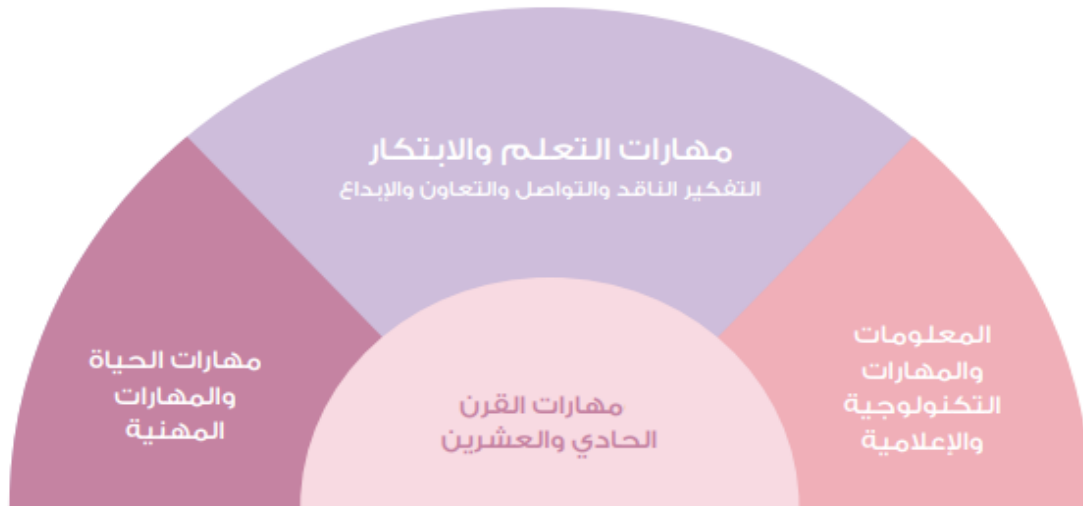 مهارات التعلم والابتكار
التفكير الناقد والتواصل والتعاون والإبداع
المعلومات
والمهارات
التكنولوجية
والإعلامية
مهارات القرن
الحادي والعشرين
مهارات الحياة
والمهارات
المهنية